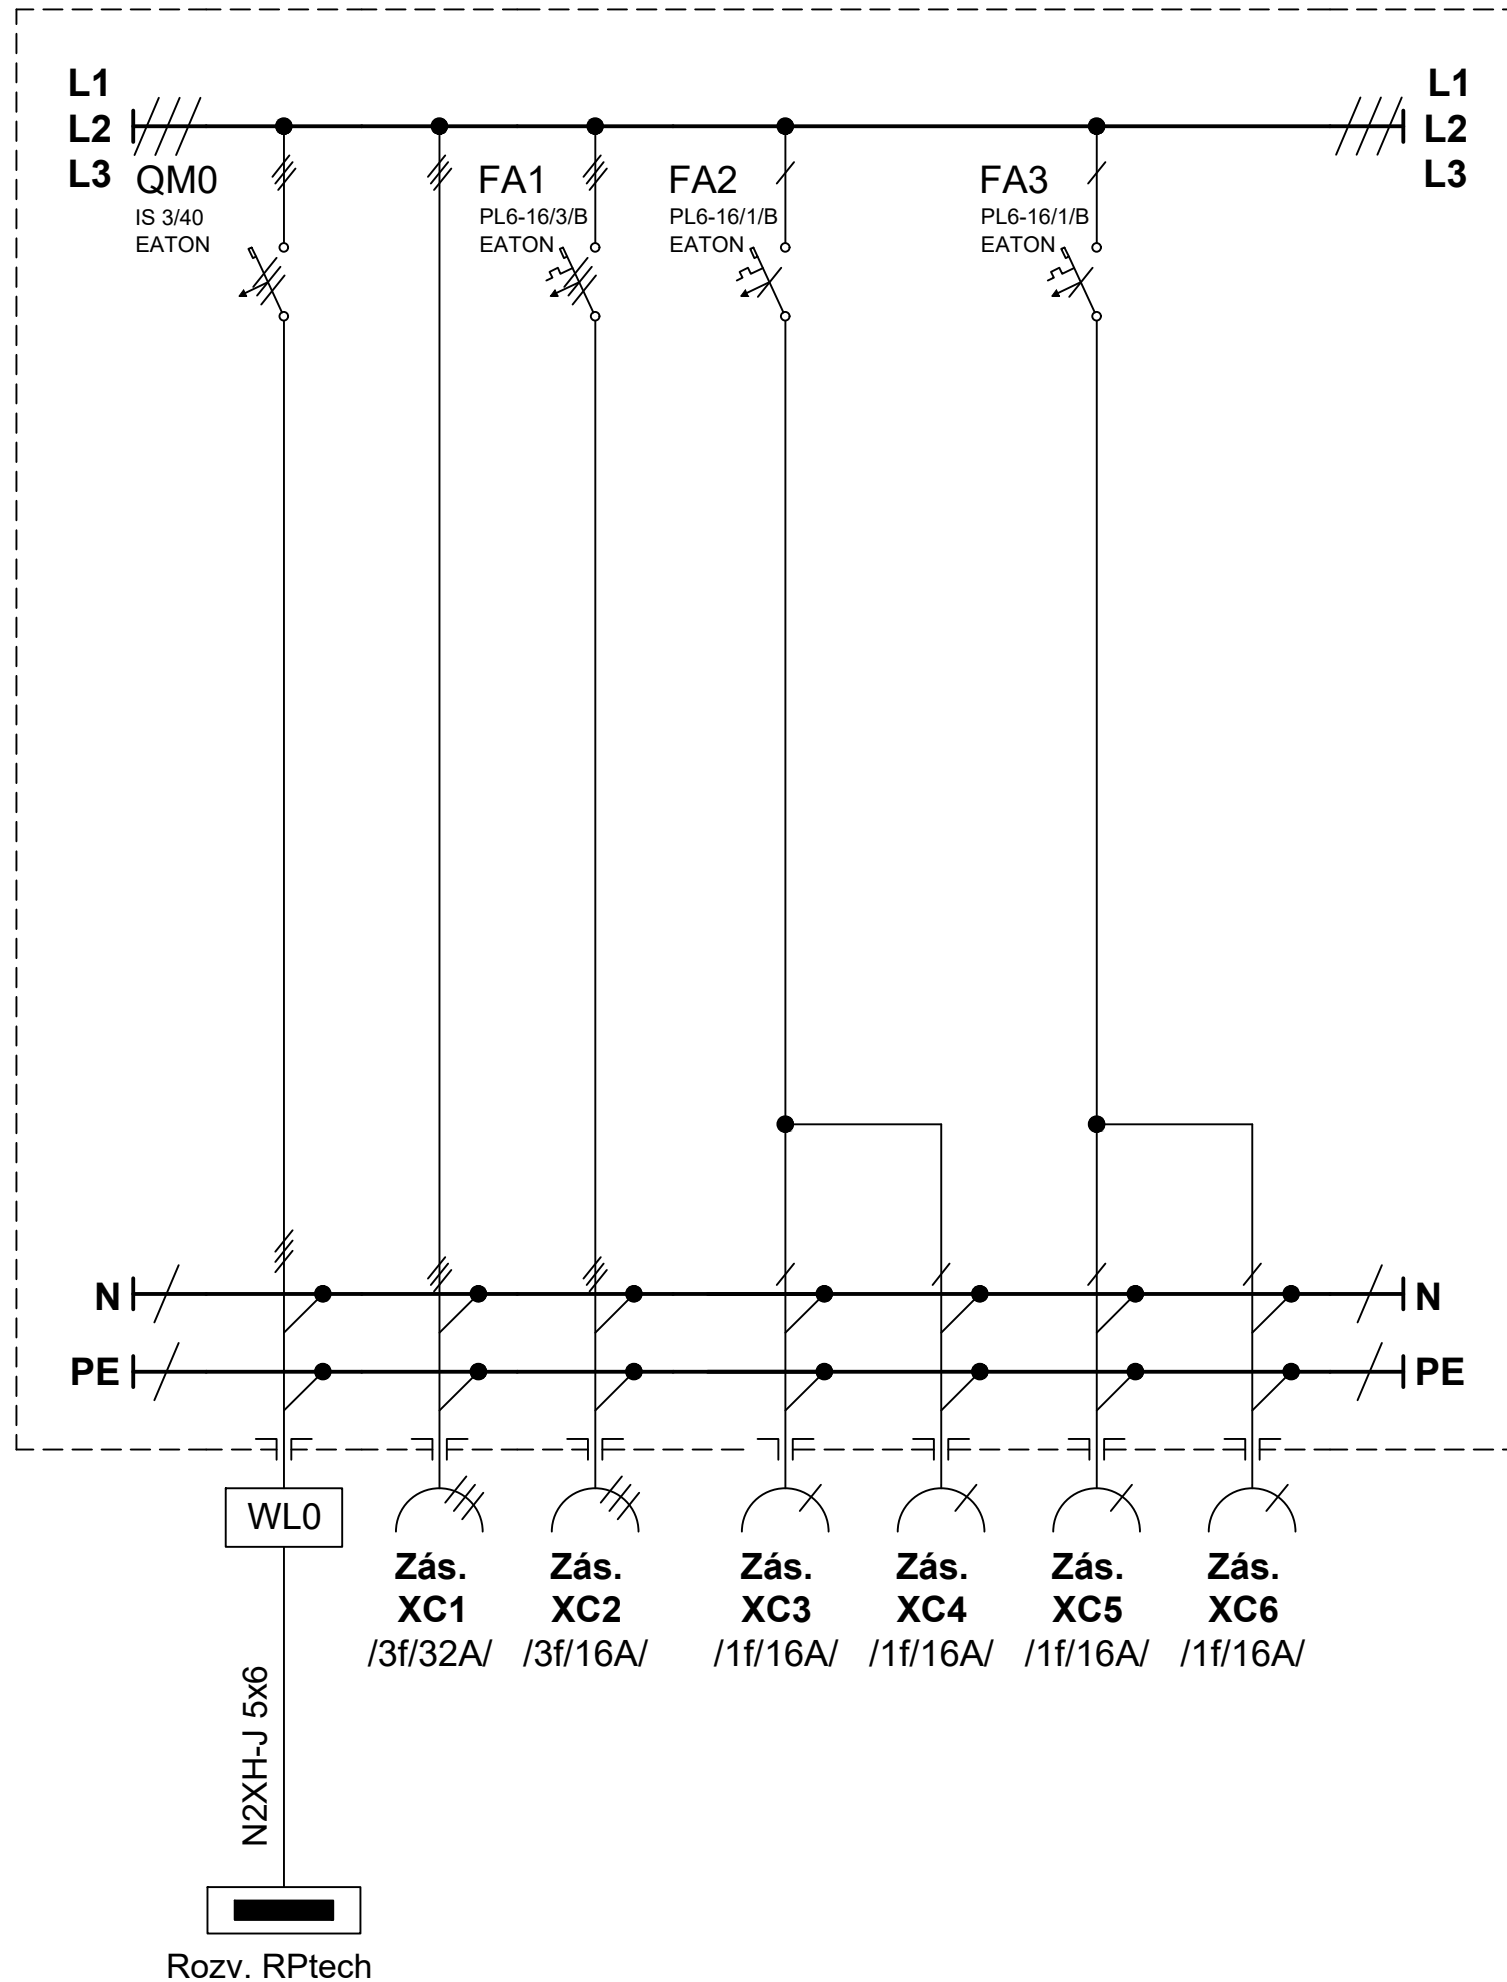 L1
L2
L3
QM0
IS 3/40
EATON
FA1
PL6-16/3/B
EATON
FA2
PL6-16/1/B
EATON
FA3
PL6-16/1/B
EATON
L1
L2
L3
N
N
PE
PE
WL0
Zás.
XC1
/3f/32A/
Zás.
XC2
/3f/16A/
Zás.
XC3
/1f/16A/
Zás.
XC4
/1f/16A/
Zás.
XC5
/1f/16A/
Zás.
XC6
/1f/16A/
N2XH-J 5x6
Rozv. RPtech